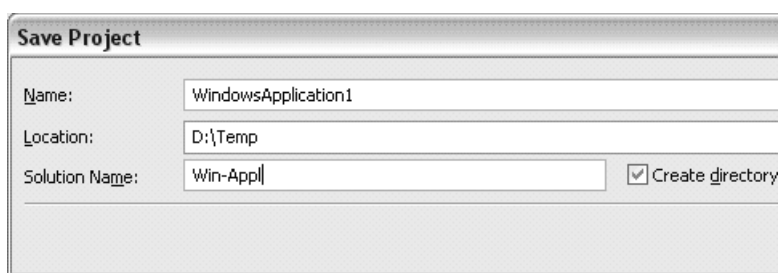 Save Project
Name: WindowsApplication1
Location: D:\Temp
Solution Name: Win-Appl Create directory